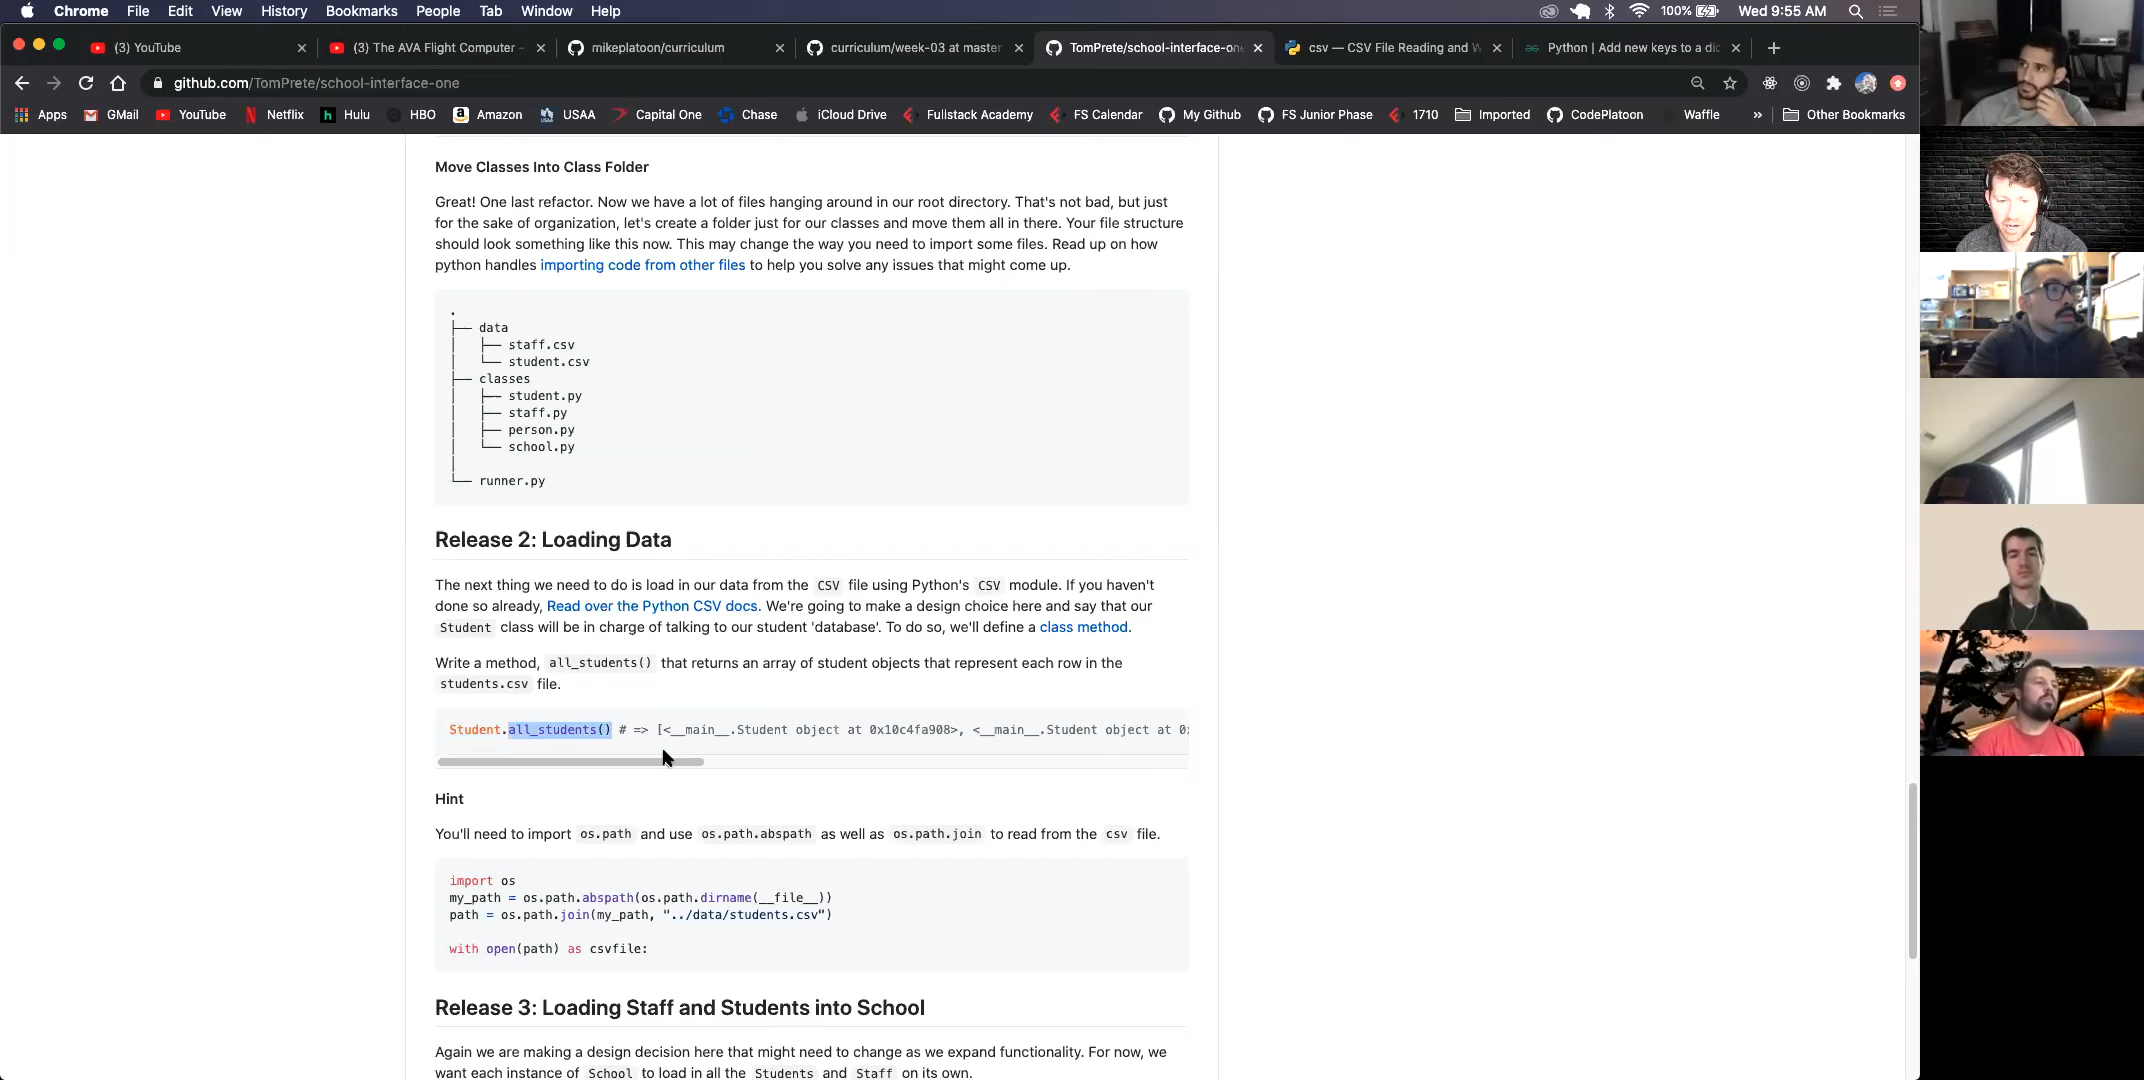 Chrome File Edit View History Bookmarks People Tab Window Help 100% Wed 9:55 AM
(3) YouTube (3) The AVA Flight Computer - mikeplatoon/curriculum curriculum/week-03 at master TomPrete/school-interface-one csv — CSV File Reading and W Python | Add new keys to a dic
github.com/TomPrete/school-interface-one
Apps GMail YouTube Netflix Hulu HBO Amazon USAA Capital One Chase iCloud Drive Fullstack Academy FS Calendar My Github FS Junior Phase 1710 Imported CodePlatoon Waffle » Other Bookmarks
Move Classes Into Class Folder
Great! One last refactor. Now we have a lot of files hanging around in our root directory. That's not bad, but just
for the sake of organization, let's create a folder just for our classes and move them all in there. Your file structure
should look something like this now. This may change the way you need to import some files. Read up on how
python handles importing code from other files to help you solve any issues that might come up.
.
├── data
│   ├── staff.csv
│   └── student.csv
├── classes
│   ├── student.py
│   ├── staff.py
│   ├── person.py
│   └── school.py
│
└── runner.py
Release 2: Loading Data
The next thing we need to do is load in our data from the CSV file using Python's CSV module. If you haven't
done so already, Read over the Python CSV docs. We're going to make a design choice here and say that our
Student class will be in charge of talking to our student 'database'. To do so, we'll define a class method.
Write a method, all_students() that returns an array of student objects that represent each row in the
students.csv file.
Student.all_students() # => [<__main__.Student object at 0x10c4fa908>, <__main__.Student object at 0
Hint
You'll need to import os.path and use os.path.abspath as well as os.path.join to read from the csv file.
import os
my_path = os.path.abspath(os.path.dirname(__file__))
path = os.path.join(my_path, "../data/students.csv")
with open(path) as csvfile:
Release 3: Loading Staff and Students into School
Again we are making a design decision here that might need to change as we expand functionality. For now, we
want each instance of School to load in all the Students and Staff on its own.